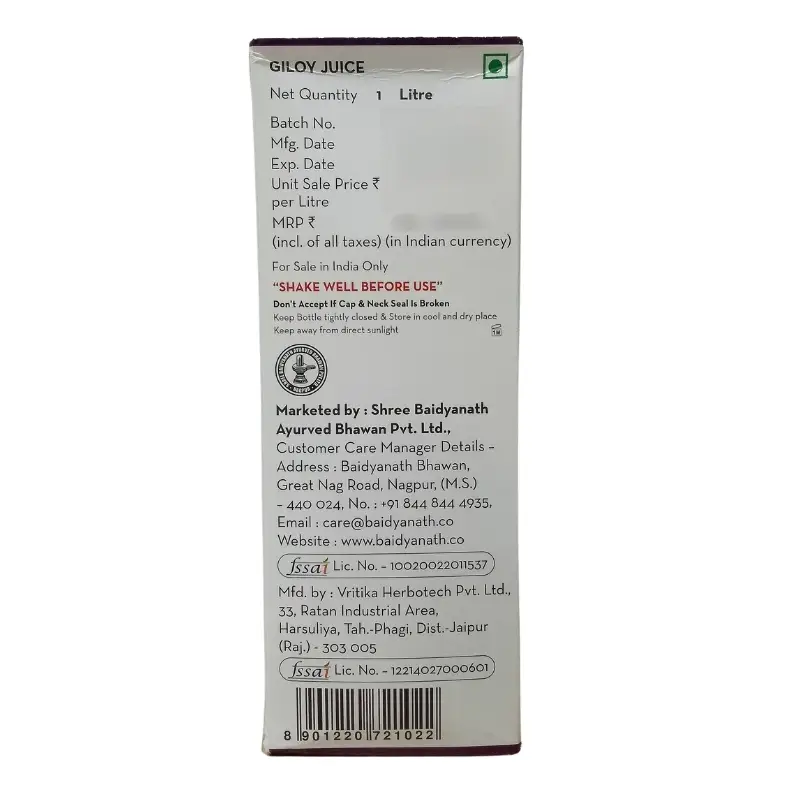 GILOY JUICE
Net Quantity 1 Litre
Batch No.
Mfg. Date
Exp. Date
Unit Sale Price ₹
per Litre
MRP ₹
(incl. of all taxes) (in Indian currency)
For Sale in India Only
“SHAKE WELL BEFORE USE”
Don't Accept If Cap & Neck Seal Is Broken
Keep Bottle tightly closed & Store in cool and dry place
Keep away from direct sunlight
Marketed by : Shree Baidyanath
Ayurved Bhawan Pvt. Ltd.,
Customer Care Manager Details –
Address : Baidyanath Bhawan,
Great Nag Road, Nagpur, (M.S.)
– 440 024, No. : +91 844 844 4935,
Email : care@baidyanath.co
Website : www.baidyanath.co
fssai Lic. No. – 10020022011537
Mfd. by : Vritika Herbotech Pvt. Ltd.,
33, Ratan Industrial Area,
Harsuliya, Tah.-Phagi, Dist.-Jaipur
(Raj.) - 303 005
fssai Lic. No. – 12214027000601
8 901220 721022